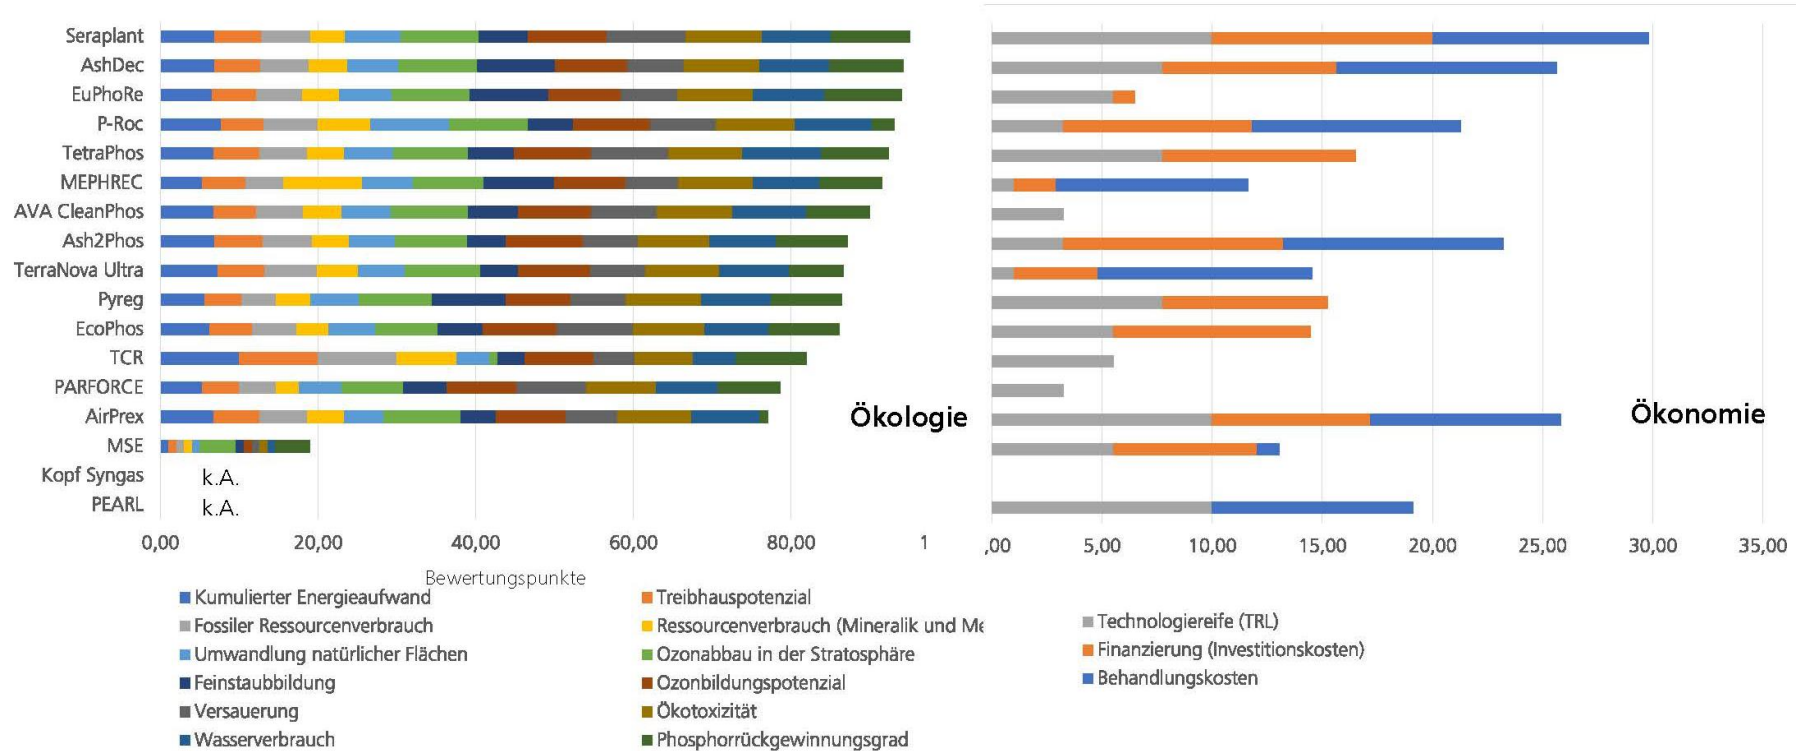 Seraplant
AshDec
EuPhoRe
P-Roc
TetraPhos
MEPHREC
AVA CleanPhos
Ash2Phos
TerraNova Ultra
Pyreg
EcoPhos
TCR
PARFORCE
AirPrex
MSE
Kopf Syngas
k.A.
PEARL
k.A.
Ökologie
0,00 20,00 40,00 60,00 80,00 1
Bewertungspunkte
Kumulierter Energieaufwand
Treibhauspotenzial
Fossiler Ressourcenverbrauch
Ressourcenverbrauch (Mineralik und Me
Umwandlung natürlicher Flächen
Ozonabbau in der Stratosphäre
Feinstaubbildung
Ozonbildungspotenzial
Versauerung
Ökotoxizität
Wasserverbrauch
Phosphorrückgewinnungsgrad
Ökonomie
,00 5,00 10,00 15,00 20,00 25,00 30,00 35,00
Technologiereife (TRL)
Finanzierung (Investitionskosten)
Behandlungskosten